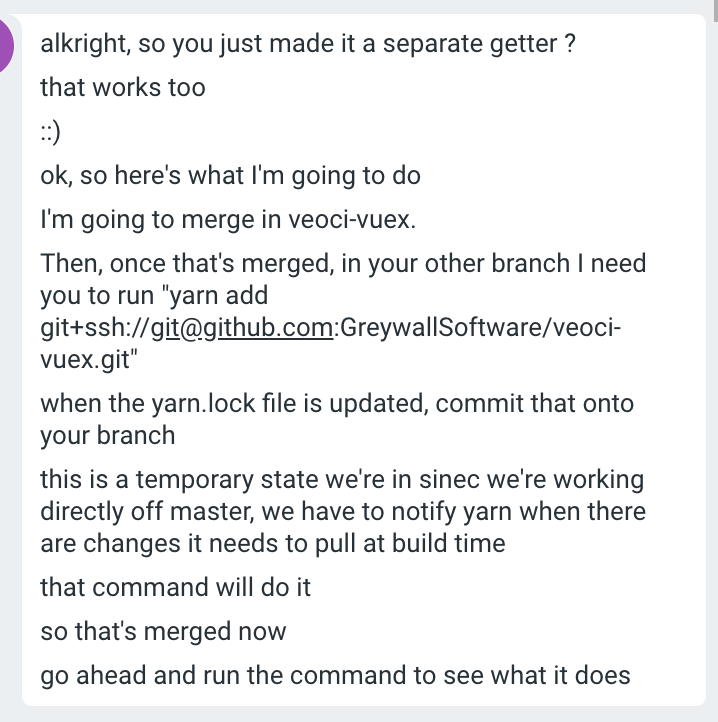 alkright, so you just made it a separate getter ?
that works too
::)
ok, so here's what I'm going to do
I'm going to merge in veoci-vuex.
Then, once that's merged, in your other branch I need
you to run "yarn add
git+ssh://git@github.com:GreywallSoftware/veoci-
vuex.git"
when the yarn.lock file is updated, commit that onto
your branch
this is a temporary state we're in sinec we're working
directly off master, we have to notify yarn when there
are changes it needs to pull at build time
that command will do it
so that's merged now
go ahead and run the command to see what it does